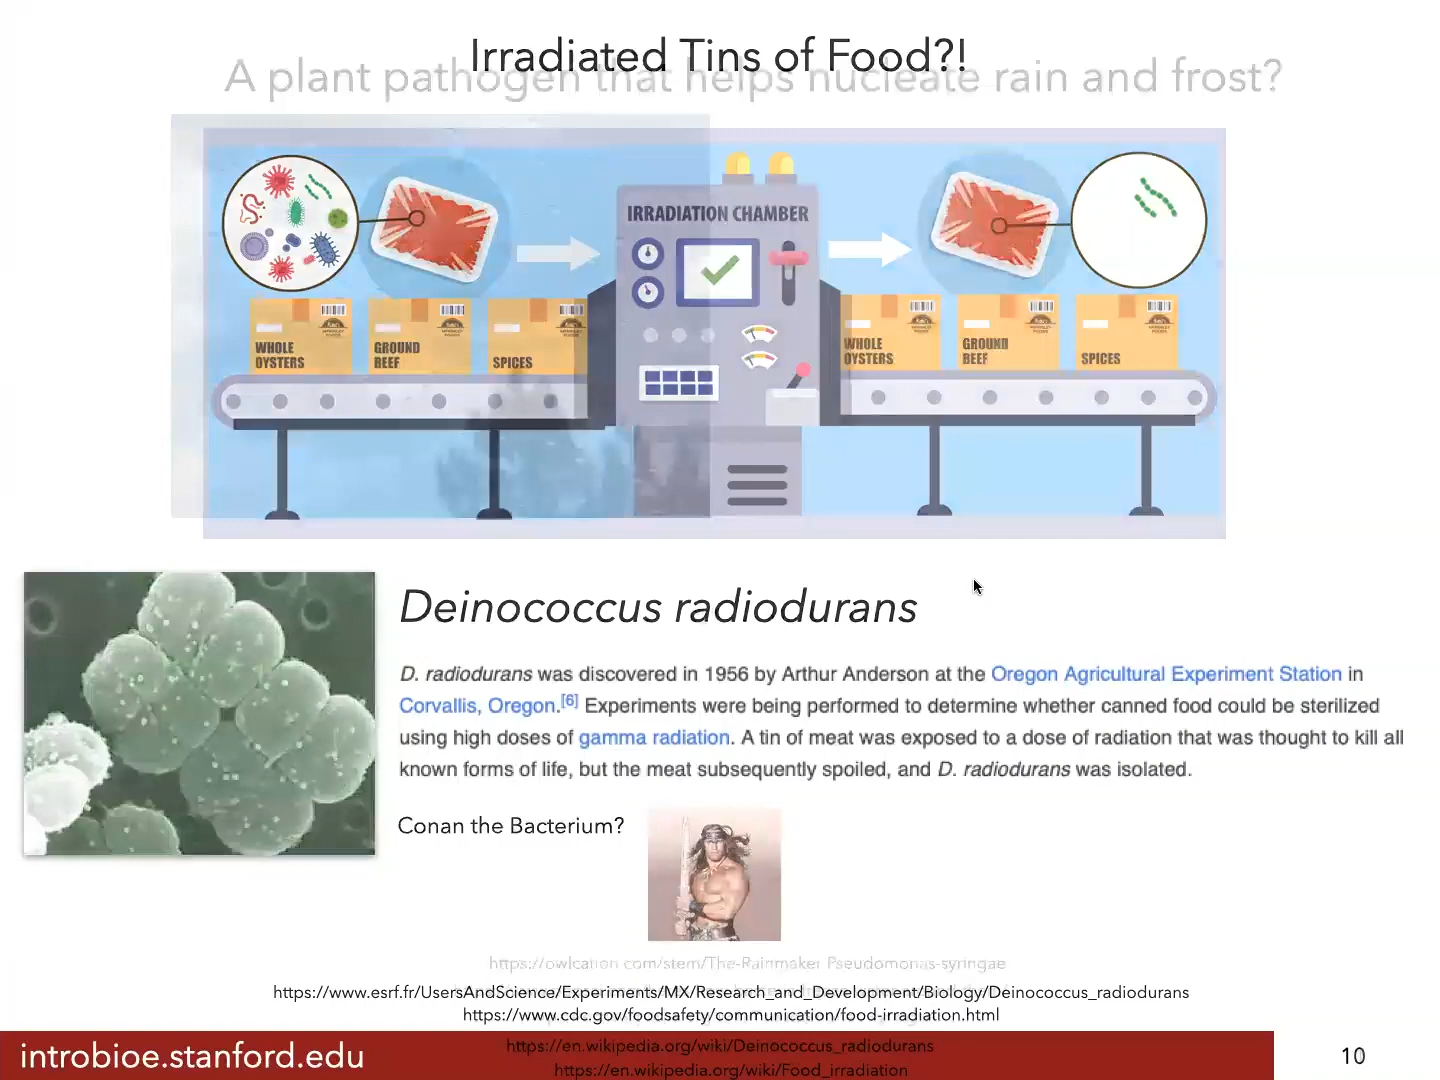 Irradiated Tins of Food?!
A plant pathogen that helps nucleate rain and frost?
IRRADIATION CHAMBER
WHOLE
OYSTERS
GROUND
BEEF
SPICES
WHOLE
OYSTERS
GROUND
BEEF
SPICES
Deinococcus radiodurans
D. radiodurans was discovered in 1956 by Arthur Anderson at the Oregon Agricultural Experiment Station in
Corvallis, Oregon.[6] Experiments were being performed to determine whether canned food could be sterilized
using high doses of gamma radiation. A tin of meat was exposed to a dose of radiation that was thought to kill all
known forms of life, but the meat subsequently spoiled, and D. radiodurans was isolated.
Conan the Bacterium?
https://owlcation.com/stem/The-Rainmaker-Pseudomonas-syringae
https://www.esrf.fr/UsersAndScience/Experiments/MX/Research_and_Development/Biology/Deinococcus_radiodurans
https://www.cdc.gov/foodsafety/communication/food-irradiation.html
https://en.wikipedia.org/wiki/Deinococcus_radiodurans
https://en.wikipedia.org/wiki/Food_irradiation
introbioe.stanford.edu
10